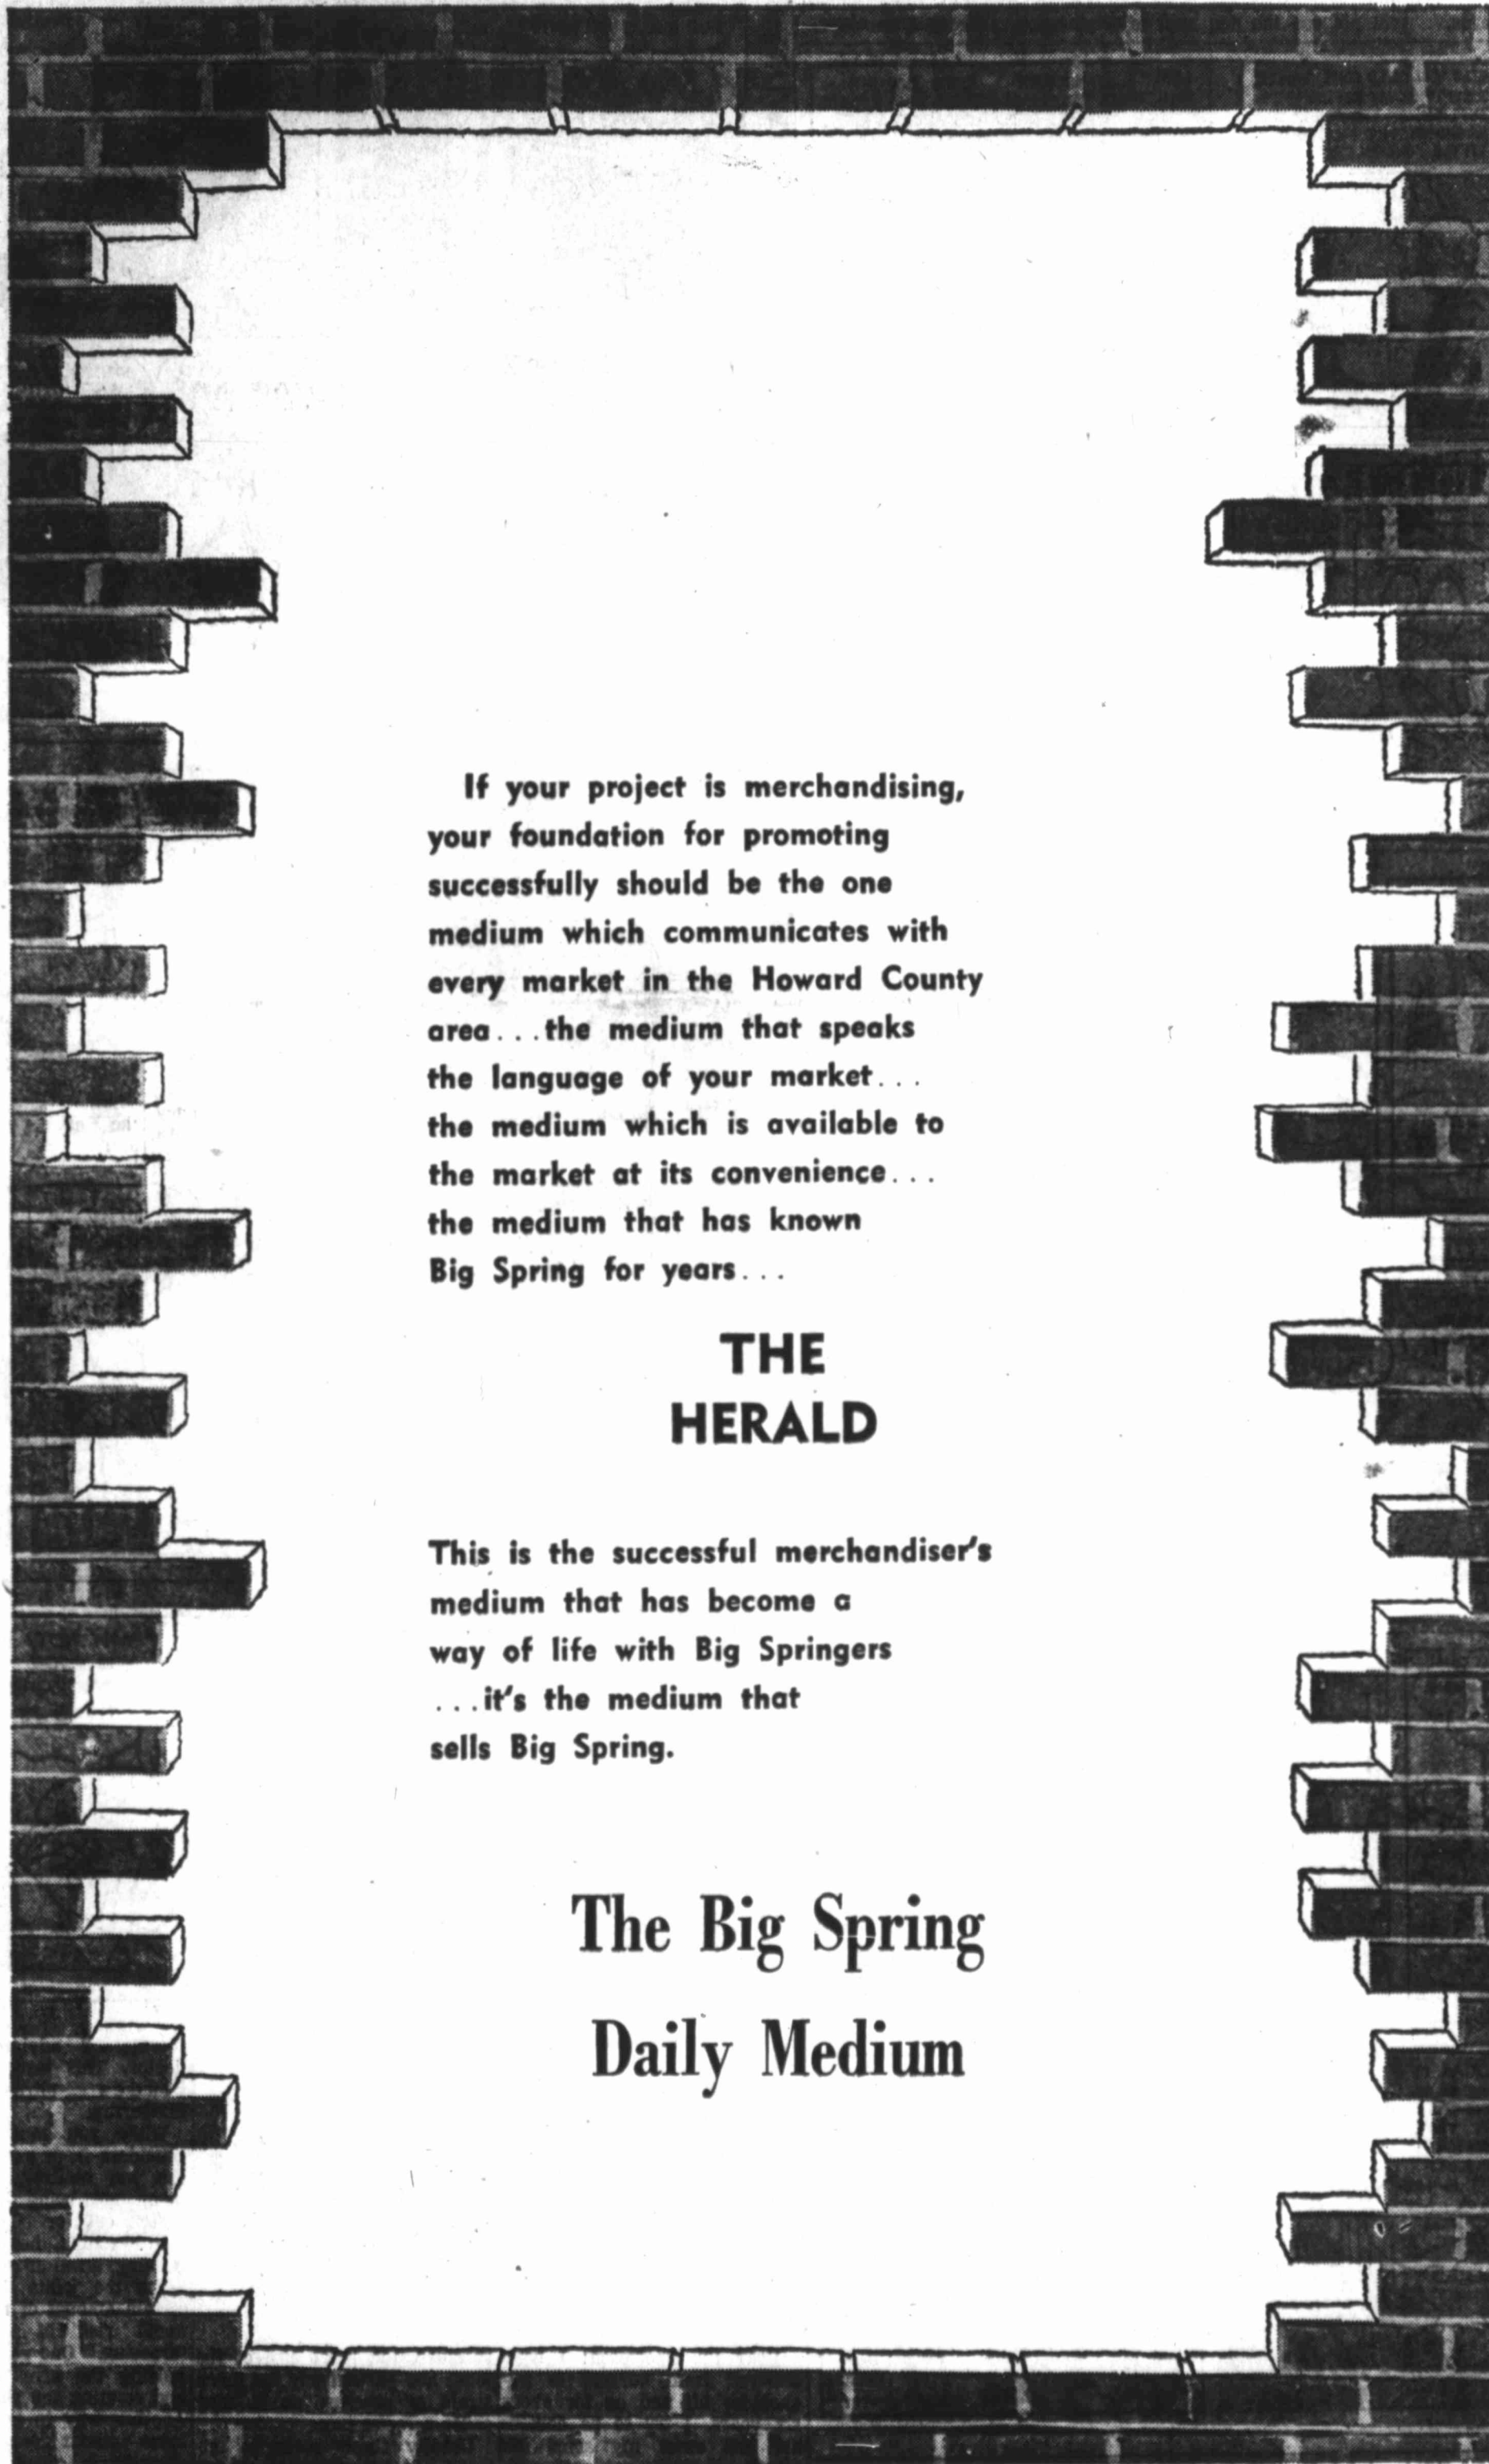 If your project is merchandising,
your foundation for promoting
successfully should be the one
medium which communicates with
every market in the Howard County
area...the medium that speaks
the language of your market...
the medium which is available to
the market at its convenience...
the medium that has known
Big Spring for years...
THE
HERALD
This is the successful merchandiser's
medium that has become a
way of life with Big Springers
...it's the medium that
sells Big Spring.
The Big Spring
Daily Medium